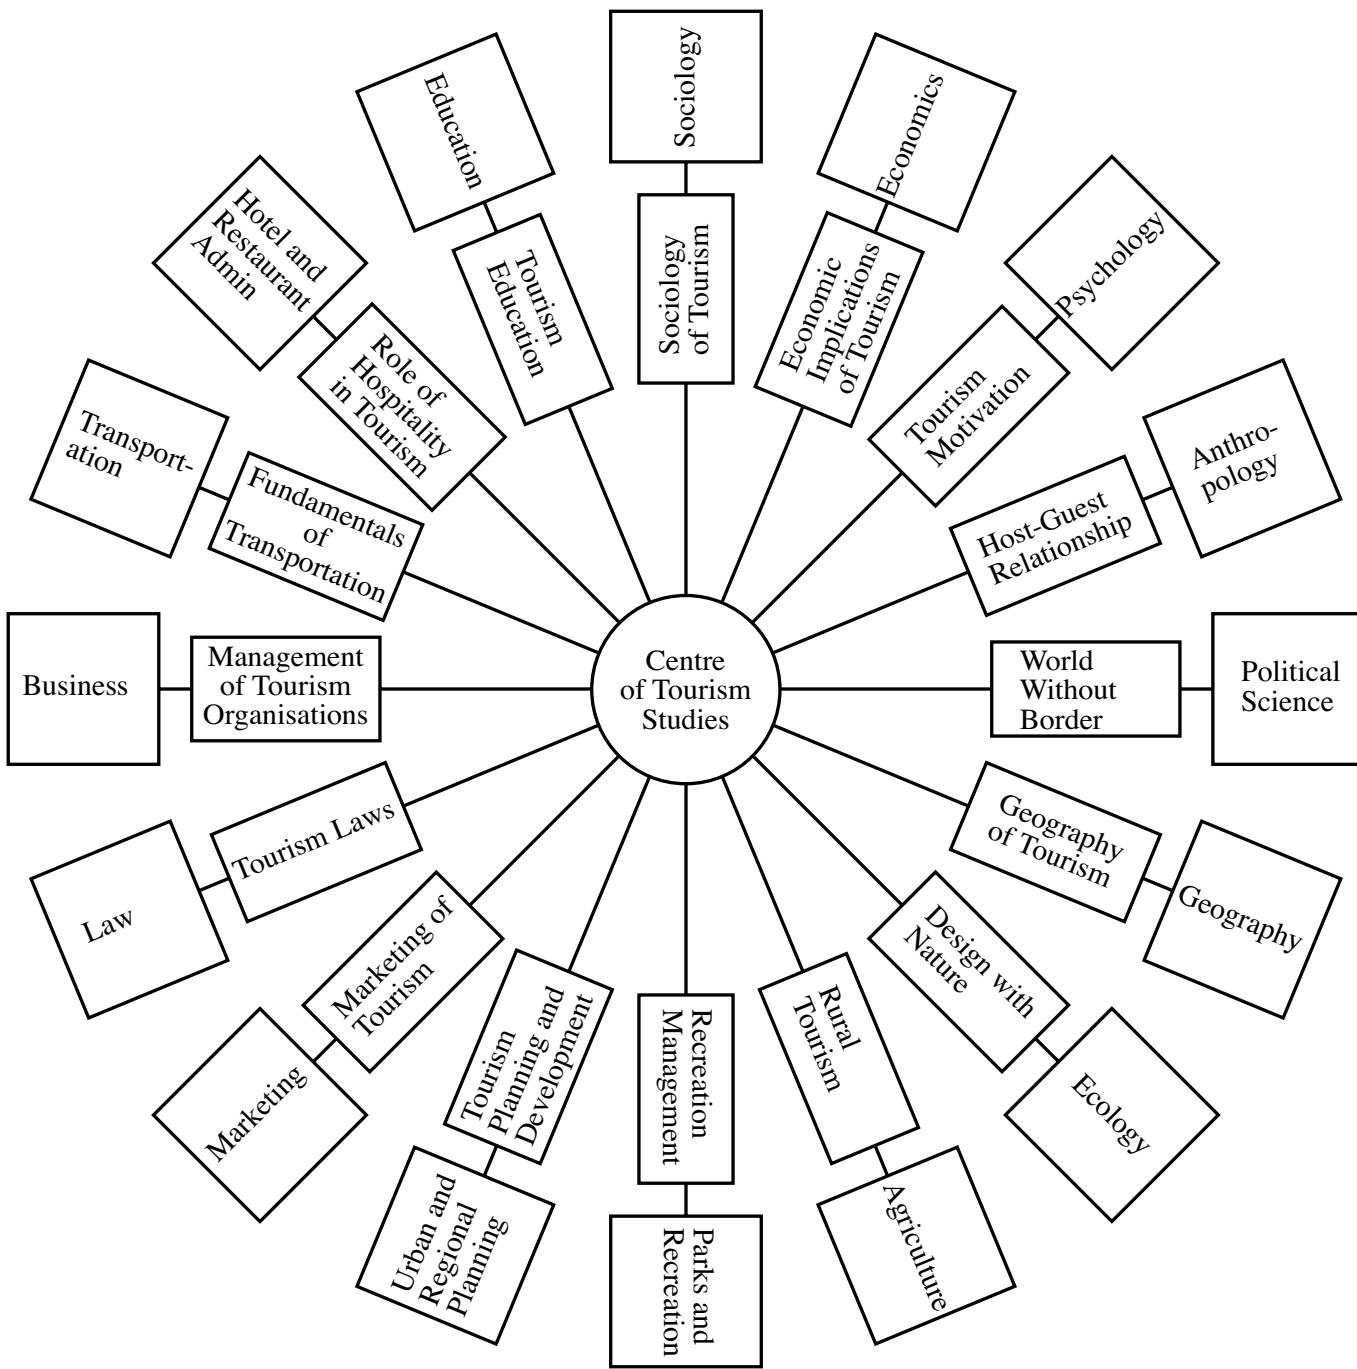 Sociology
Sociology
of Tourism
Economics
Economic
Implications
of Tourism
Psychology
Tourism
Motivation
Anthro-
pology
Host-Guest
Relationship
Political
Science
World
Without
Border
Geography
Geography
of Tourism
Ecology
Design with
Nature
Agriculture
Rural
Tourism
Parks and
Recreation
Recreation
Management
Urban and
Regional
Planning
Tourism
Planning and
Development
Marketing
Marketing of
Tourism
Law
Tourism Laws
Business
Management
of Tourism
Organisations
Transport-
ation
Fundamentals
of
Transportation
Hotel and
Restaurant
Admin
Role of
Hospitality
in Tourism
Education
Tourism
Education
Centre
of Tourism
Studies